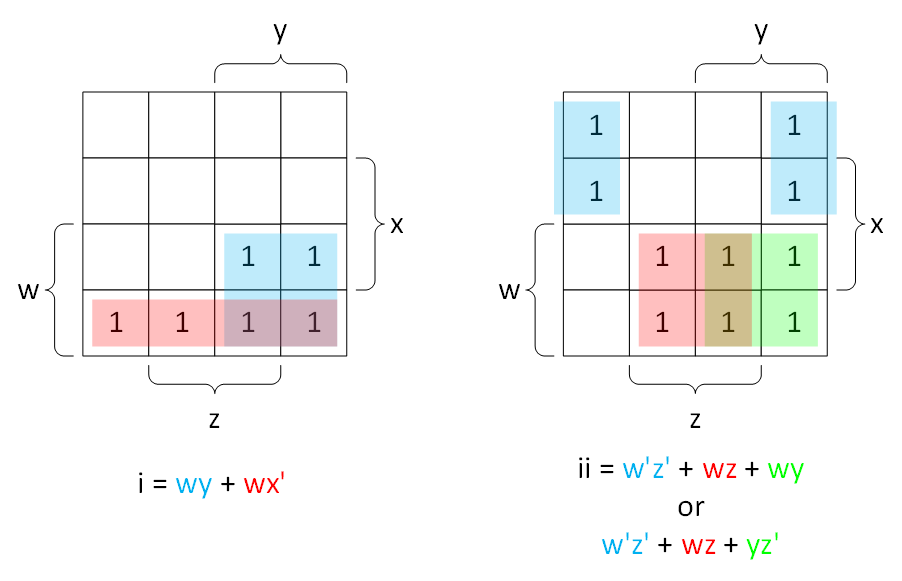 y
y
1
1
1
1
x
x
1 1
1 1 1
w
w
1 1 1 1
1 1 1
z
z
i = wy + wx'
ii = w'z' + wz + wy
or
w'z' + wz + yz'